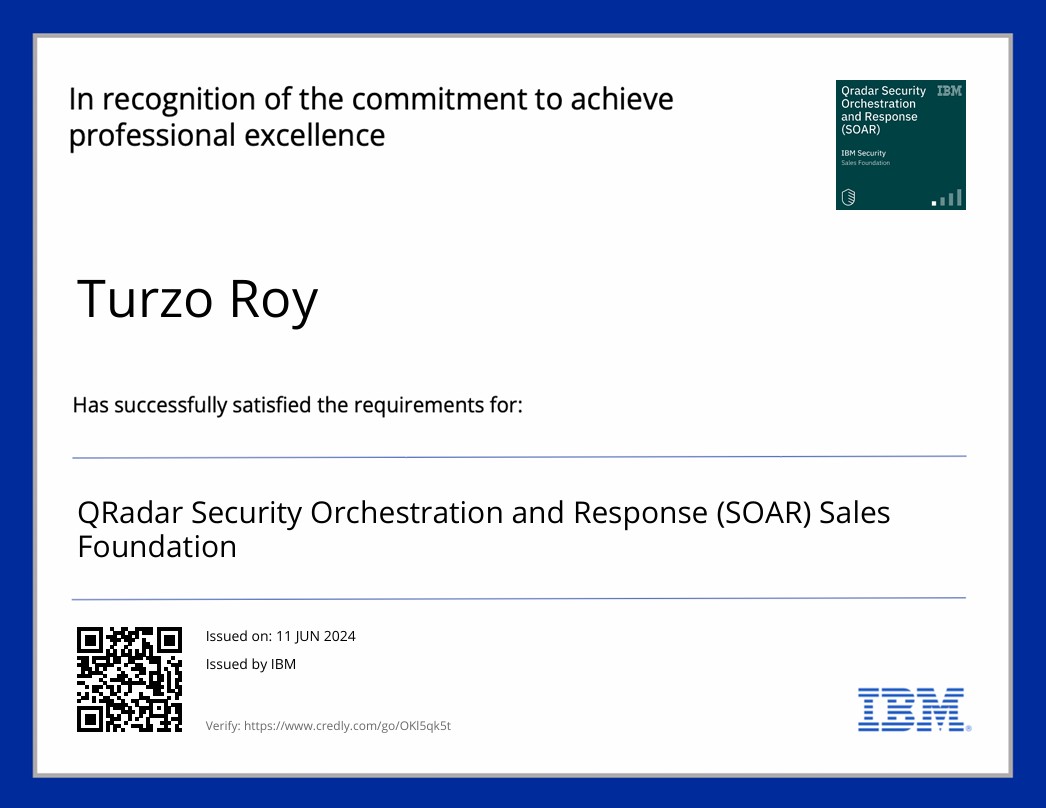 In recognition of the commitment to achieve
professional excellence
Qradar Security
Orchestration
and Response
(SOAR)
IBM
IBM Security
Sales Foundation
Turzo Roy
Has successfully satisfied the requirements for:
QRadar Security Orchestration and Response (SOAR) Sales
Foundation
Issued on: 11 JUN 2024
Issued by IBM
Verify: https://www.credly.com/go/OKl5qk5t
IBM®